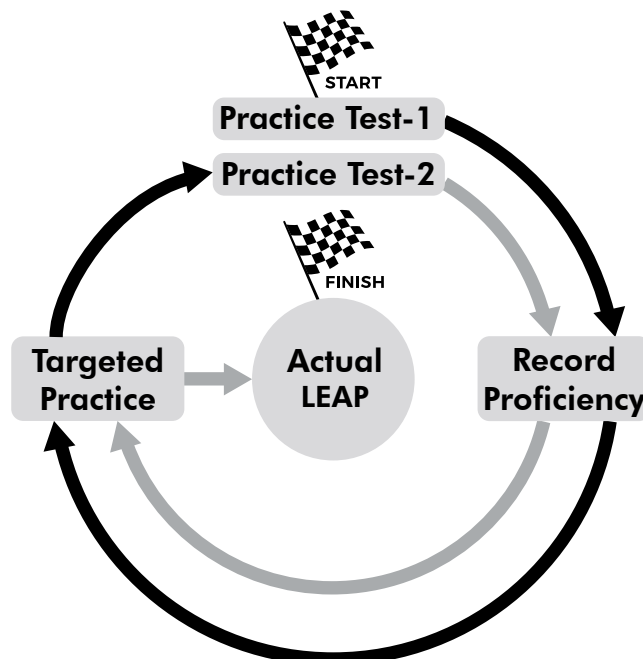 START
Practice Test-1
Practice Test-2
FINISH
Targeted
Practice
Actual
LEAP
Record
Proficiency